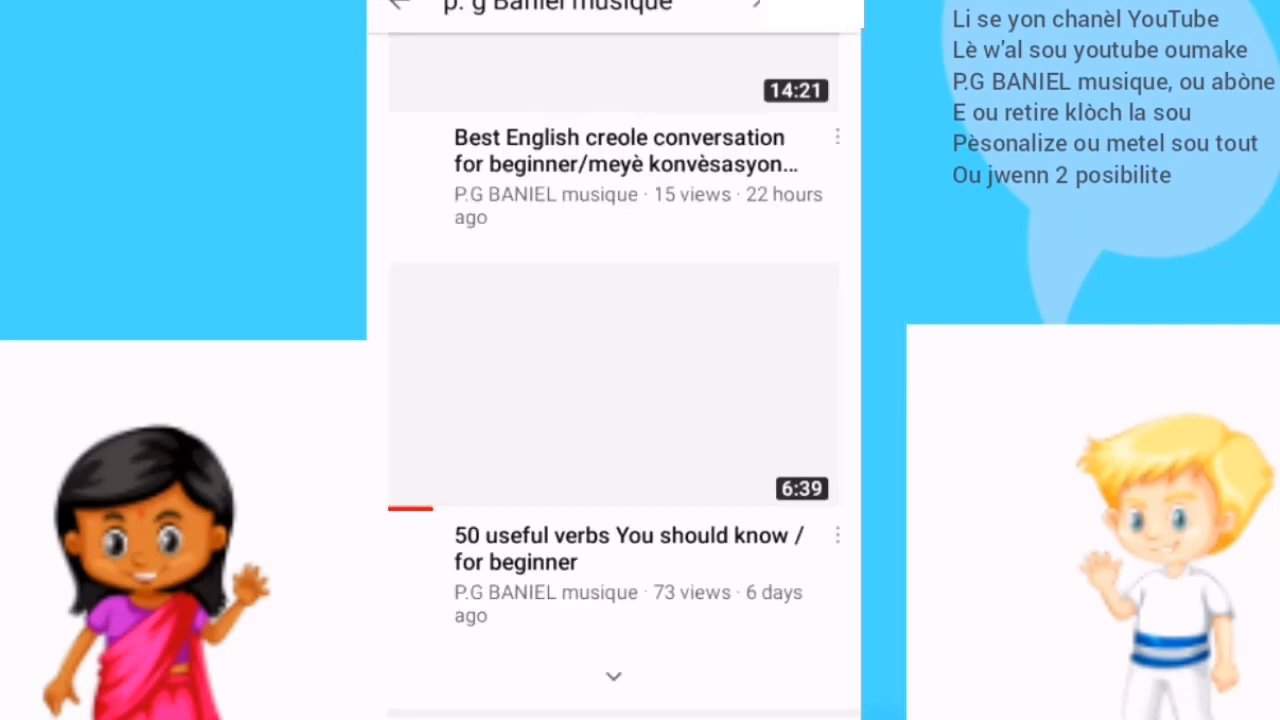 p. g Baniel musique
14:21
Best English creole conversation
for beginner/meyè konvèsasyon...
P.G BANIEL musique · 15 views · 22 hours
ago
6:39
50 useful verbs You should know /
for beginner
P.G BANIEL musique · 73 views · 6 days
ago
Li se yon chanèl YouTube
Lè w'al sou youtube oumake
P.G BANIEL musique, ou abòne
E ou retire klòch la sou
Pèsonalize ou metel sou tout
Ou jwenn 2 posibilite